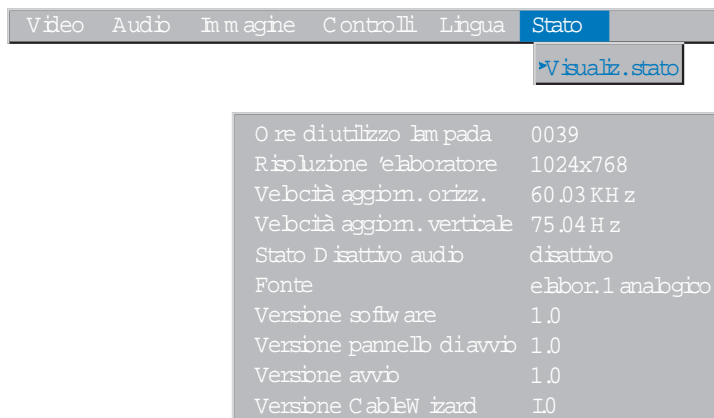 Video Audio Immagine Controlli Lingua Stato
Visualiz.stato
Ore di utilizzo lampada 0039
Risoluzione 'elaboratore 1024x768
Velocità aggiorn. orizz. 60.03 KHz
Velocità aggiorn. verticale 75.04 Hz
Stato Disattivo audio disattivo
Fonte elabor.1 analogico
Versione software 1.0
Versione pannello di avvio 1.0
Versione avvio 1.0
Versione CableWizard 1.0